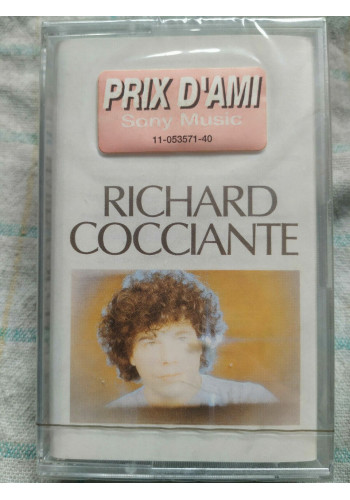 PRIX D'AMI
Sony Music
11-053571-40
RICHARD
COCCIANTE